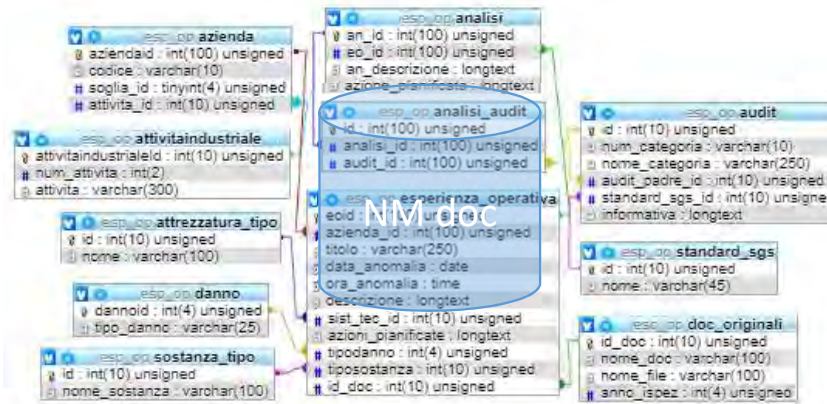 esp_op azienda
aziendaid : int(100) unsigned
codice : varchar(10)
# soglia_id : tinyint(4) unsigned
# attivita_id : int(10) unsigned
esp_op attivitaindustriale
attivitaindustrialeId : int(10) unsigned
# num_attivita : int(2)
attivita : varchar(300)
esp_op attrezzatura_tipo
id : int(10) unsigned
nome : varchar(100)
esp_op danno
dannoid : int(4) unsigned
tipo_danno : varchar(25)
esp_op sostanza_tipo
id : int(10) unsigned
nome_sostanza : varchar(100)
esp_op analisi
an_id : int(100) unsigned
# eo_id : int(100) unsigned
an_descrizione : longtext
azione_pianificata : longtext
esp_op analisi_audit
id : int(100) unsigned
# analisi_id : int(100) unsigned
# audit_id : int(100) unsigned
esperienza_operativa
NM doc
eoid unsigned
azienda_id : int(100) unsigned
titolo : varchar(250)
data_anomalia : date
ora_anomalia : time
descrizione : longtext
# sist_tec_id : int(10) unsigned
azioni_pianificate : longtext
# tipodanno : int(4) unsigned
# tiposostanza : int(10) unsigned
# id_doc : int(10) unsigned
esp_op audit
id : int(10) unsigned
num_categoria : varchar(10)
nome_categoria : varchar(250)
# audit_padre_id : int(10) unsigned
# standard_sgs_id : int(10) unsigne
informativa : longtext
esp_op standard_sgs
id : int(10) unsigned
nome : varchar(45)
esp_op doc_originali
id_doc : int(10) unsigned
nome_doc : varchar(100)
nome_file : varchar(100)
# anno_ispez : int(4) unsigned